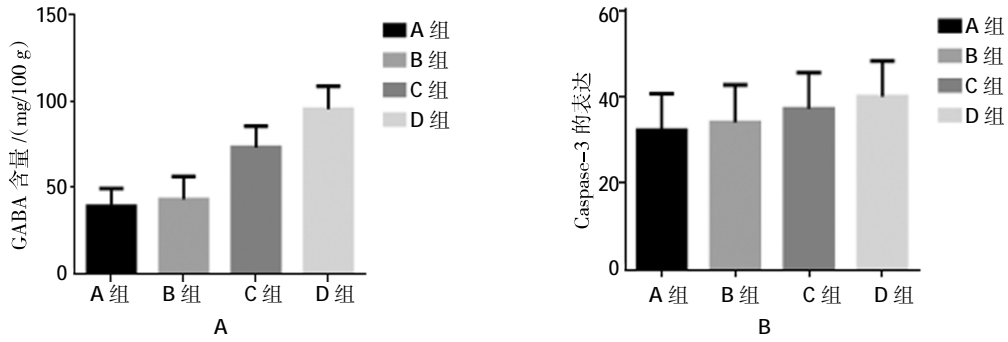 GABA 含量 /(mg/100 g)
150
100
50
0
A 组
B 组
C 组
D 组
A 组
B 组
C 组
D 组
A
Caspase-3 的表达
60
40
20
0
A 组
B 组
C 组
D 组
A 组
B 组
C 组
D 组
B